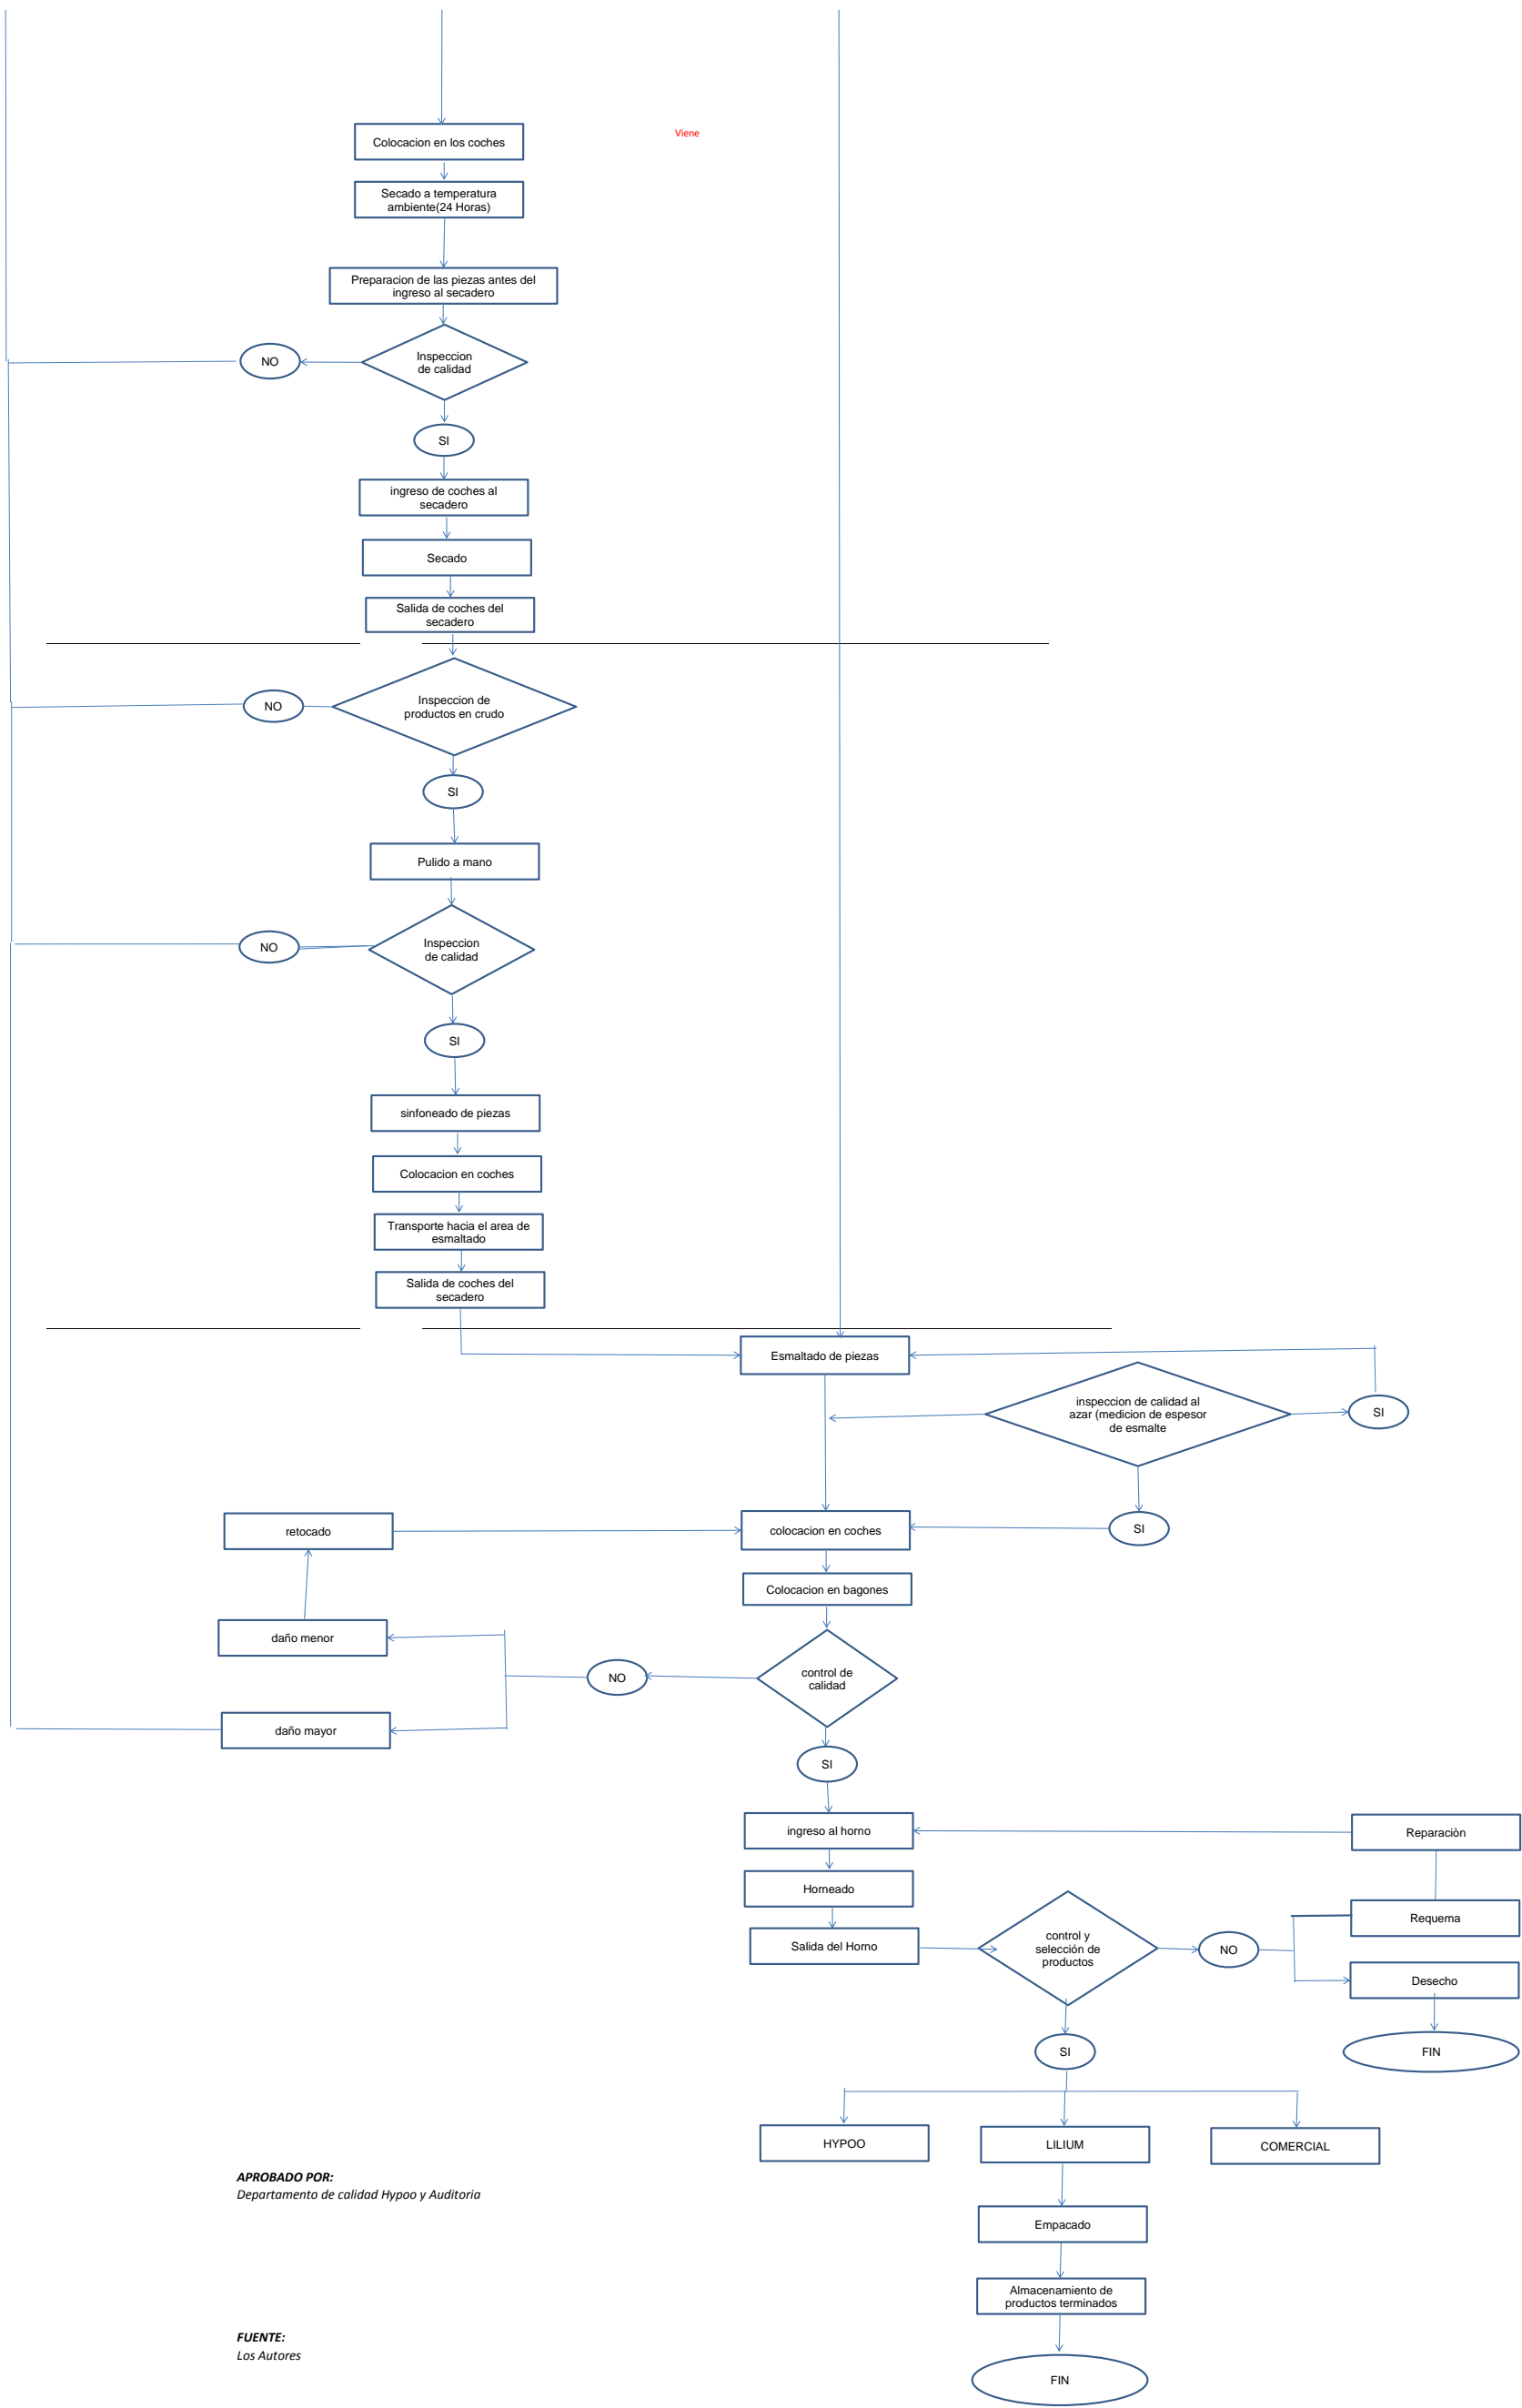 Viene
Colocacion en los coches
Secado a temperatura
ambiente(24 Horas)
Preparacion de las piezas antes del
ingreso al secadero
Inspeccion
de calidad
NO
SI
ingreso de coches al
secadero
Secado
Salida de coches del
secadero
Inspeccion de
productos en crudo
NO
SI
Pulido a mano
Inspeccion
de calidad
NO
SI
sinfoneado de piezas
Colocacion en coches
Transporte hacia el area de
esmaltado
Salida de coches del
secadero
Esmaltado de piezas
inspeccion de calidad al
azar (medicion de espesor
de esmalte
SI
SI
retocado
colocacion en coches
Colocacion en bagones
daño menor
control de
calidad
NO
daño mayor
SI
ingreso al horno
Reparaciòn
Horneado
Requema
Salida del Horno
control y
selección de
productos
NO
Desecho
SI
FIN
HYPOO
LILIUM
COMERCIAL
APROBADO POR:
Departamento de calidad Hypoo y Auditoria
Empacado
Almacenamiento de
productos terminados
FUENTE:
Los Autores
FIN